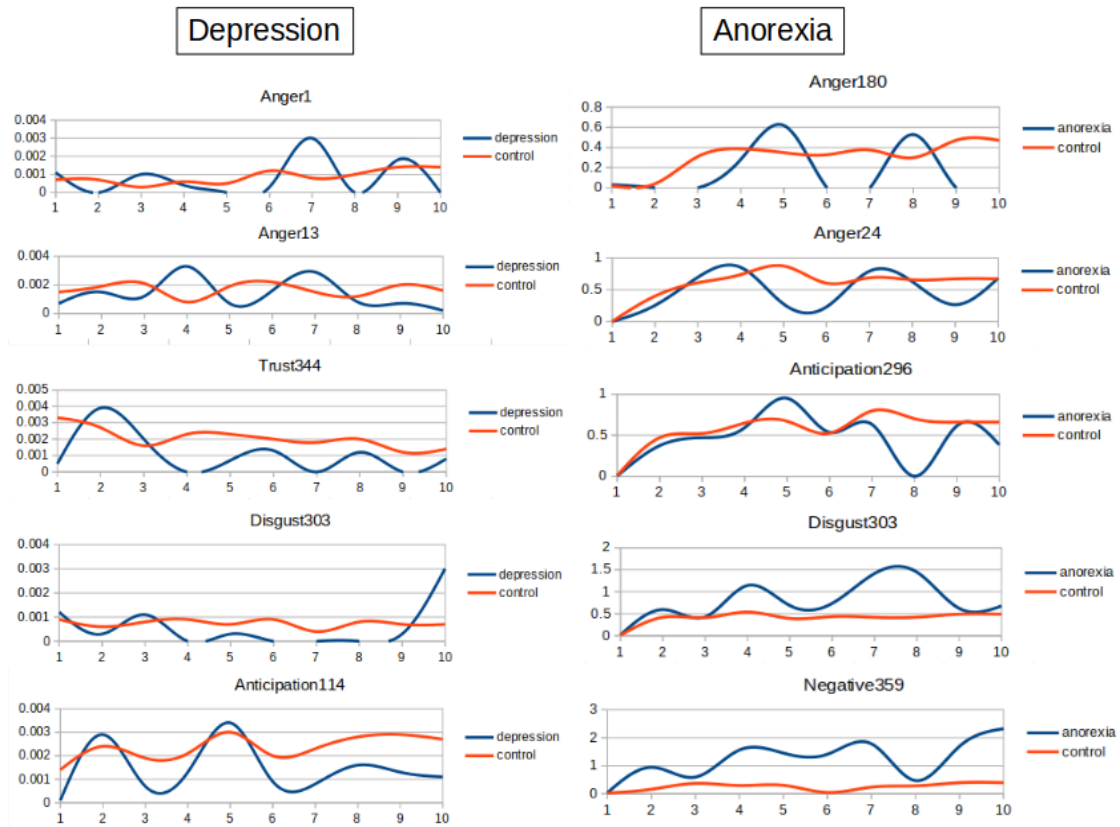 Depression
Anger1
0.004
0.003
0.002
0.001
0
1 2 3 4 5 6 7 8 9 10
depression
control
Anger13
0.004
0.002
0
1 2 3 4 5 6 7 8 9 10
depression
control
Trust344
0.005
0.004
0.003
0.002
0.001
0
1 2 3 4 5 6 7 8 9 10
depression
control
Disgust303
0.004
0.003
0.002
0.001
0
1 2 3 4 5 6 7 8 9 10
depression
control
Anticipation114
0.004
0.003
0.002
0.001
0
1 2 3 4 5 6 7 8 9 10
depression
control
Anorexia
Anger180
0.8
0.6
0.4
0.2
0
1 2 3 4 5 6 7 8 9 10
anorexia
control
Anger24
1
0.5
0
1 2 3 4 5 6 7 8 9 10
anorexia
control
Anticipation296
1
0.5
0
1 2 3 4 5 6 7 8 9 10
anorexia
control
Disgust303
2
1.5
1
0.5
0
1 2 3 4 5 6 7 8 9 10
anorexia
control
Negative359
3
2
1
0
1 2 3 4 5 6 7 8 9 10
anorexia
control